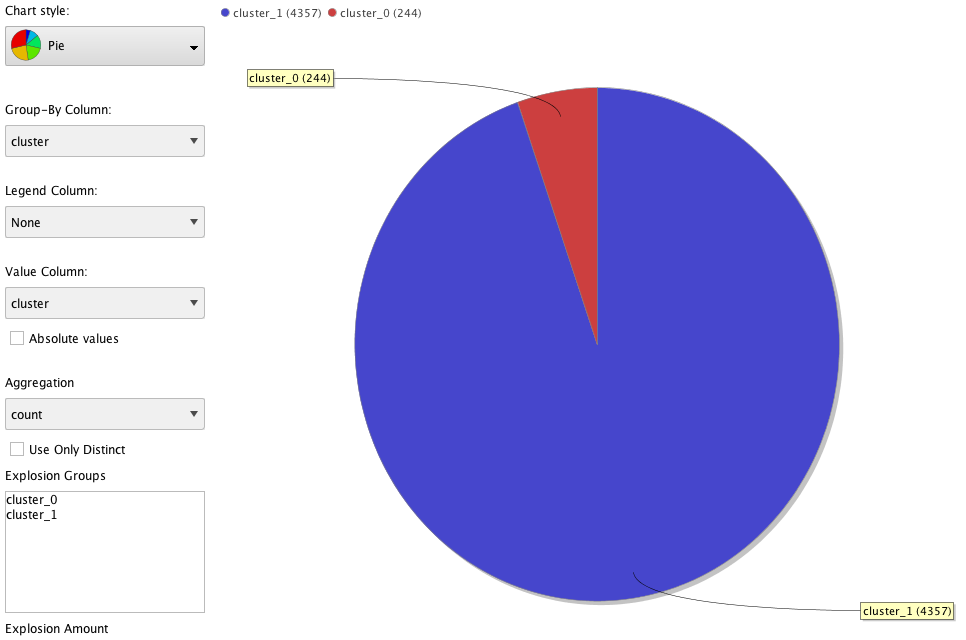 Chart style:
Pie
Group-By Column:
cluster
Legend Column:
None
Value Column:
cluster
Absolute values
Aggregation
count
Use Only Distinct
Explosion Groups
cluster_0
cluster_1
Explosion Amount
cluster_1 (4357) cluster_0 (244)
cluster_0 (244)
cluster_1 (4357)